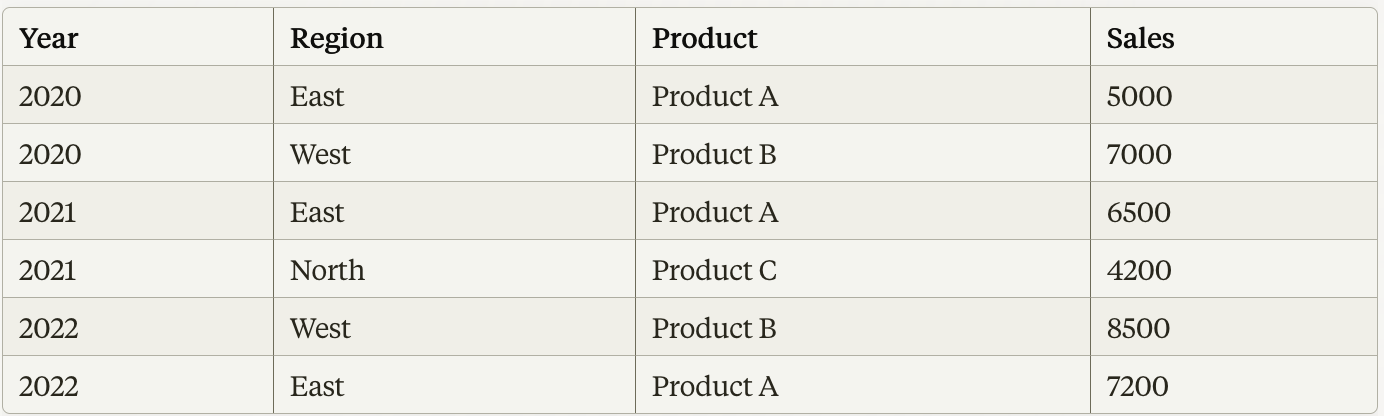 Year Region Product Sales
2020 East Product A 5000
2020 West Product B 7000
2021 East Product A 6500
2021 North Product C 4200
2022 West Product B 8500
2022 East Product A 7200